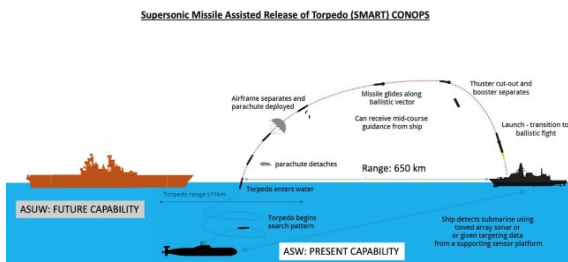 Supersonic Missile Assisted Release of Torpedo (SMART) CONOPS
Airframe separates and
parachute deployed
Missile glides along
ballistic vector
Thuster cut-out and
booster separates
Can receive mid-course
guidance from ship
Launch - transition to
ballistic fight
parachute detaches
Range: 650 km
Torpedo enters water
Torpedo range c11km
ASUW: FUTURE CAPABILITY
Torpedo begins
search pattern
ASW: PRESENT CAPABILITY
Ship detects submarine using
towed array sonar or
or given targeting data
from a supporting sensor platform